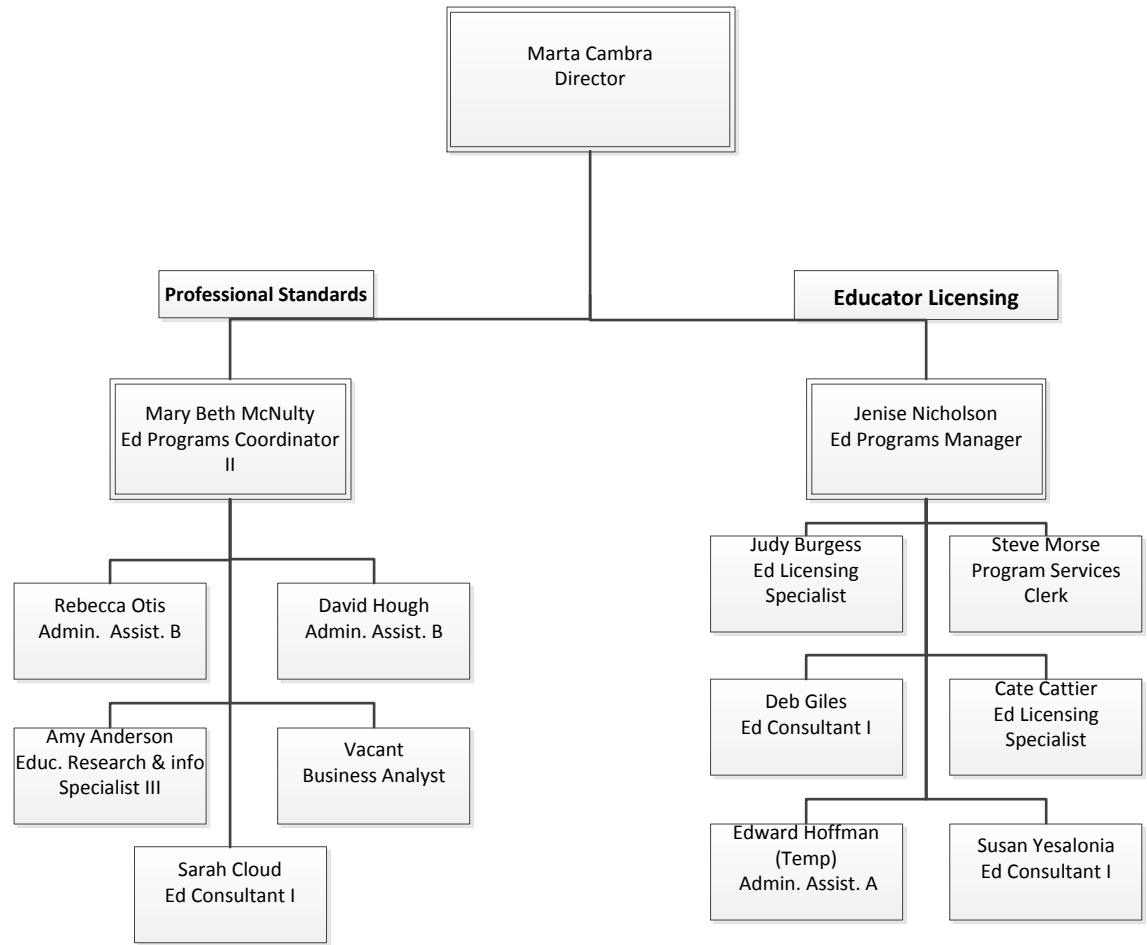 Marta Cambra
Director
Professional Standards
Educator Licensing
Mary Beth McNulty
Ed Programs Coordinator
II
Jenise Nicholson
Ed Programs Manager
Rebecca Otis
Admin.  Assist. B
David Hough
Admin. Assist. B
Amy Anderson
Educ. Research & info
Specialist III
Vacant
Business Analyst
Sarah Cloud
Ed Consultant I
Judy Burgess
Ed Licensing
Specialist
Steve Morse
Program Services
Clerk
Deb Giles
Ed Consultant I
Cate Cattier
Ed Licensing
Specialist
Edward Hoffman
(Temp)
Admin. Assist. A
Susan Yesalonia
Ed Consultant I